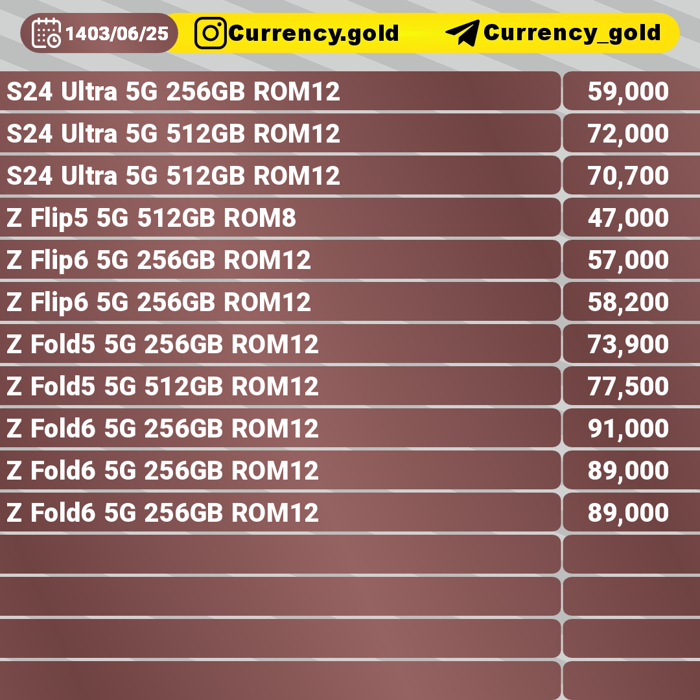 1403/06/25 Currency.gold Currency_gold
S24 Ultra 5G 256GB ROM12 59,000
S24 Ultra 5G 512GB ROM12 72,000
S24 Ultra 5G 512GB ROM12 70,700
Z Flip5 5G 512GB ROM8 47,000
Z Flip6 5G 256GB ROM12 57,000
Z Flip6 5G 256GB ROM12 58,200
Z Fold5 5G 256GB ROM12 73,900
Z Fold5 5G 512GB ROM12 77,500
Z Fold6 5G 256GB ROM12 91,000
Z Fold6 5G 256GB ROM12 89,000
Z Fold6 5G 256GB ROM12 89,000